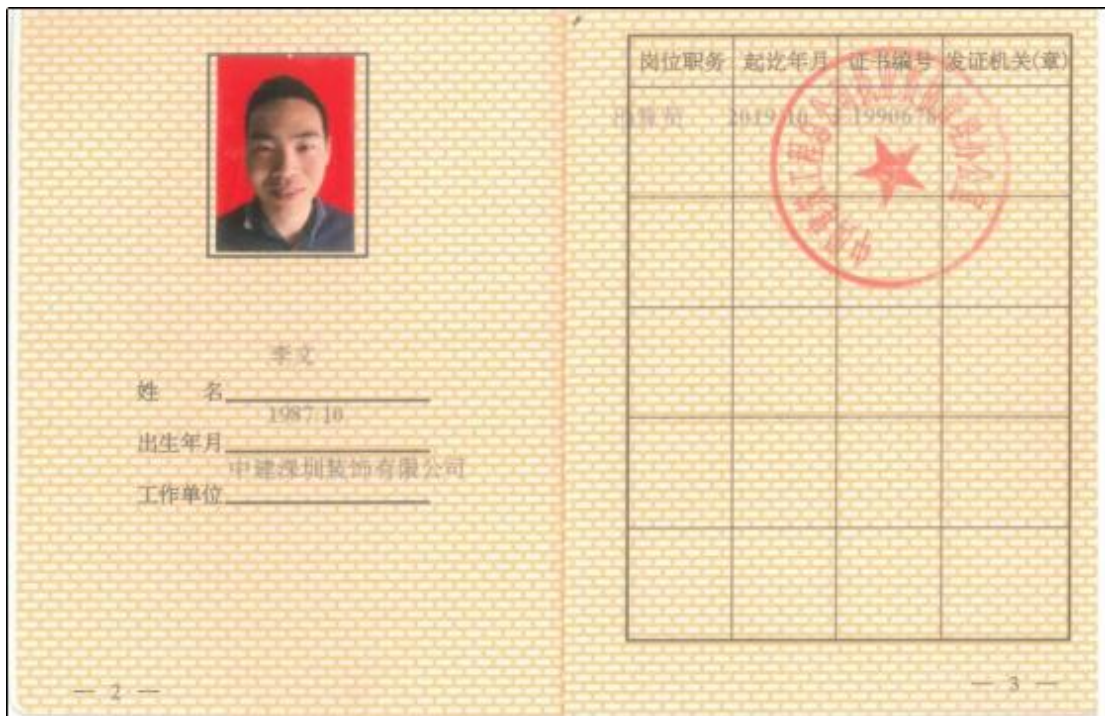 李文
姓 名
1987.10
出生年月
中建深圳装饰有限公司
工作单位
— 2 —
岗位职务 起讫年月 证书编号 发证机关(章)
2019.10
— 3 —